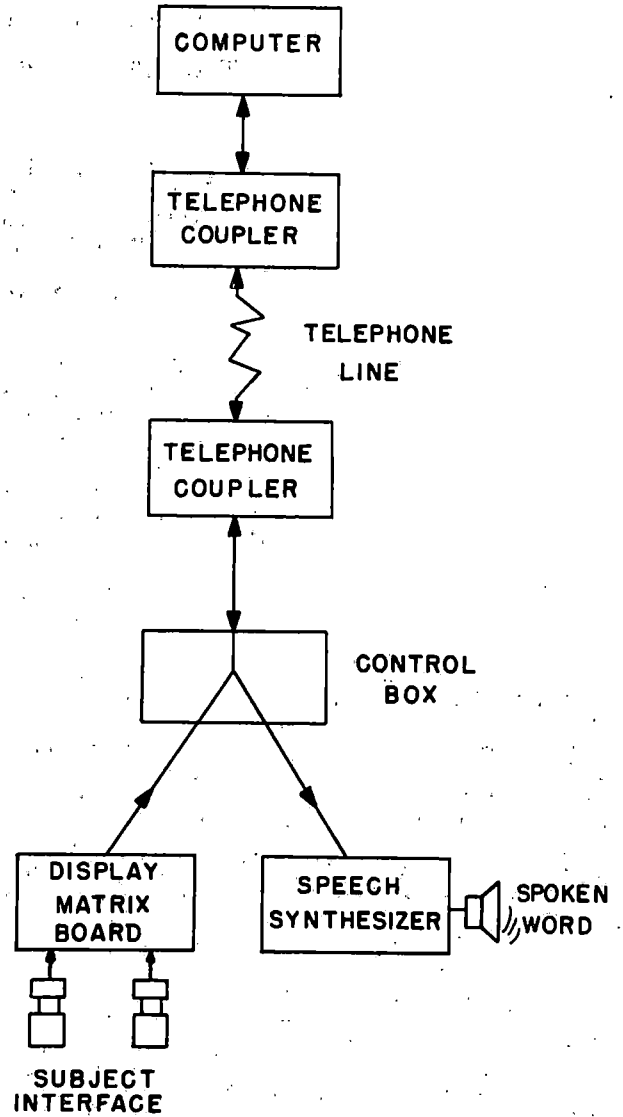 COMPUTER
TELEPHONE
COUPLER
TELEPHONE
LINE
TELEPHONE
COUPLER
CONTROL
BOX
DISPLAY
MATRIX
BOARD
SPEECH
SYNTHESIZER
SPOKEN
WORD
SUBJECT
INTERFACE